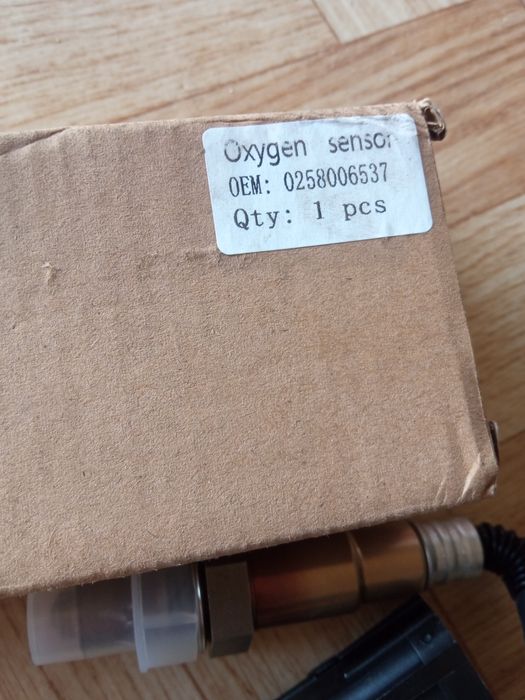 Oxygen sensor
OEM: 0258006537
Qty: 1 pcs